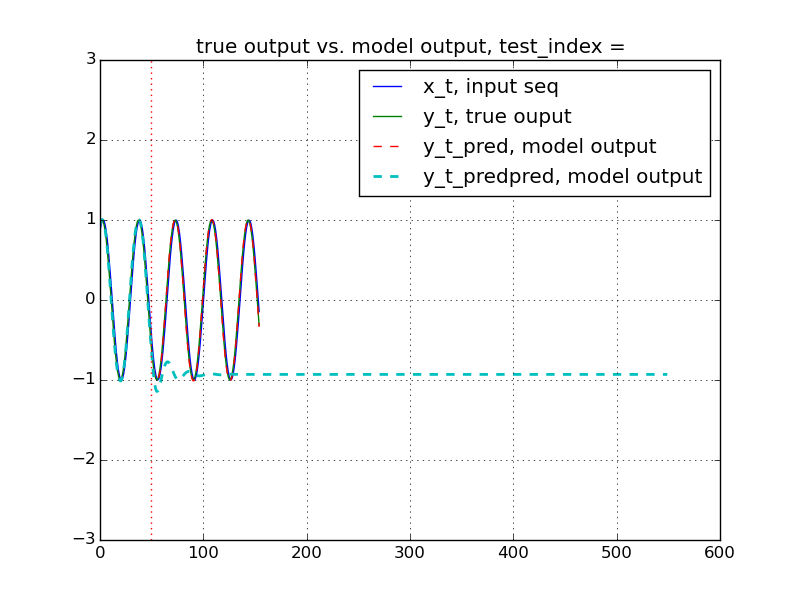 true output vs. model output, test_index =
x_t, input seq
y_t, true ouput
y_t_pred, model output
y_t_predpred, model output
3
2
1
0
−1
−2
−3
0 100 200 300 400 500 600